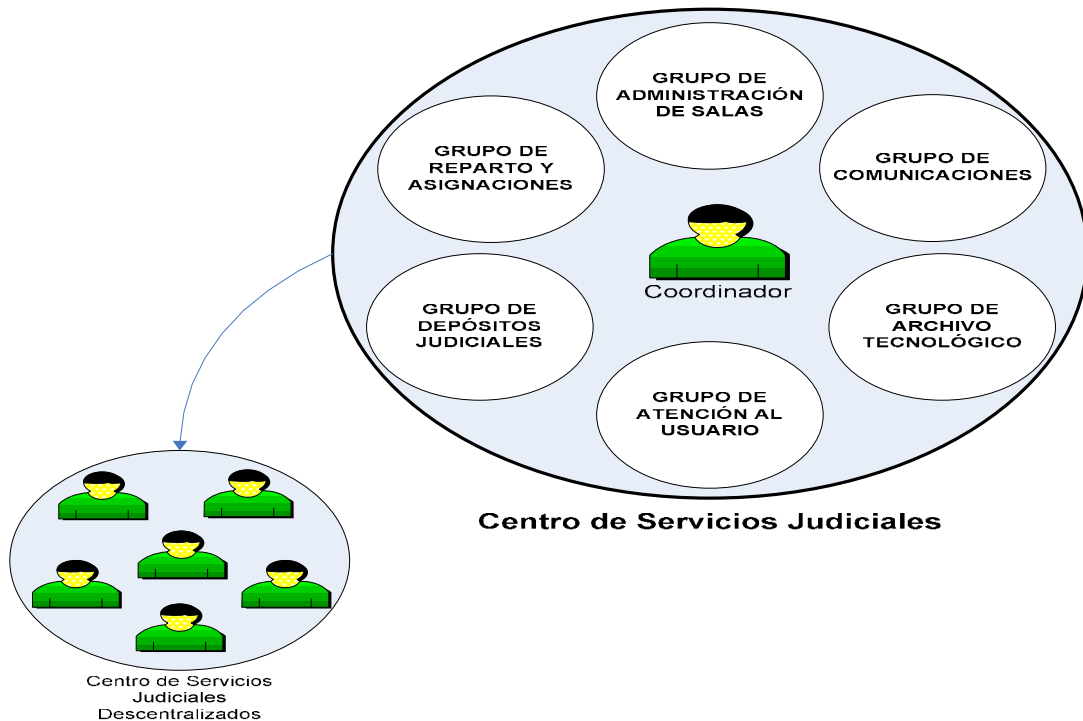 GRUPO DE
ADMINISTRACIÓN
DE SALAS
GRUPO DE
REPARTO Y
ASIGNACIONES
GRUPO DE
COMUNICACIONES
Coordinador
GRUPO DE
DEPÓSITOS
JUDICIALES
GRUPO DE
ARCHIVO
TECNOLÓGICO
GRUPO DE
ATENCIÓN AL
USUARIO
Centro de Servicios Judiciales
Centro de Servicios
Judiciales
Descentralizados